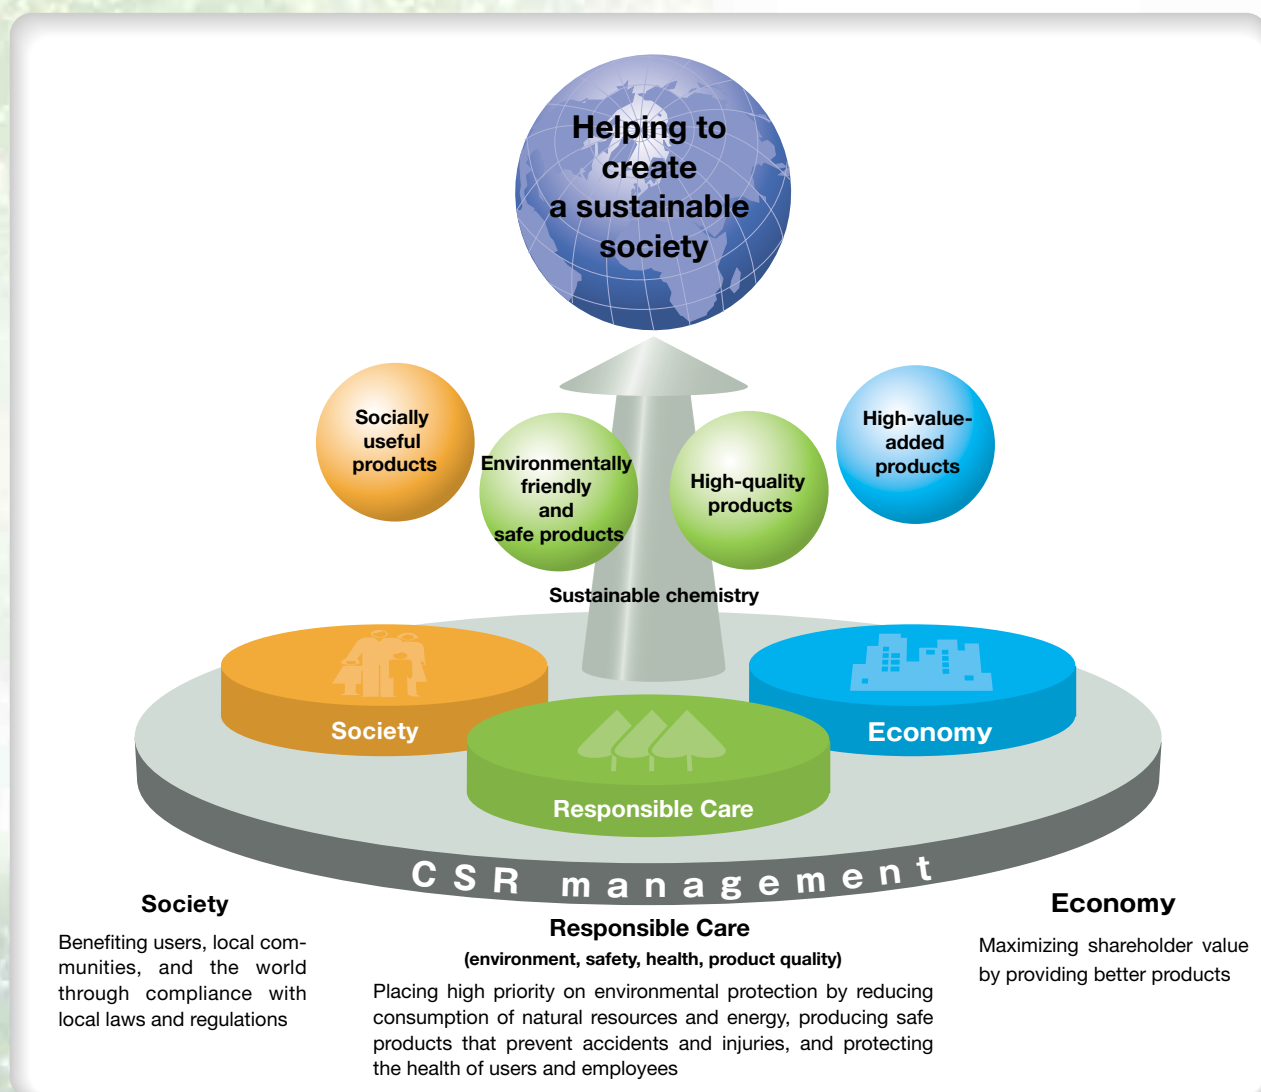 Helping to
create
a sustainable
society
Socially
useful
products
Environmentally
friendly
and
safe products
High-quality
products
High-value-
added
products
Sustainable chemistry
Society
Responsible Care
Economy
CSR management
Society
Benefiting users, local com-
munities, and the world
through compliance with
local laws and regulations
Responsible Care
(environment, safety, health, product quality)
Placing high priority on environmental protection by reducing
consumption of natural resources and energy, producing safe
products that prevent accidents and injuries, and protecting
the health of users and employees
Economy
Maximizing shareholder value
by providing better products